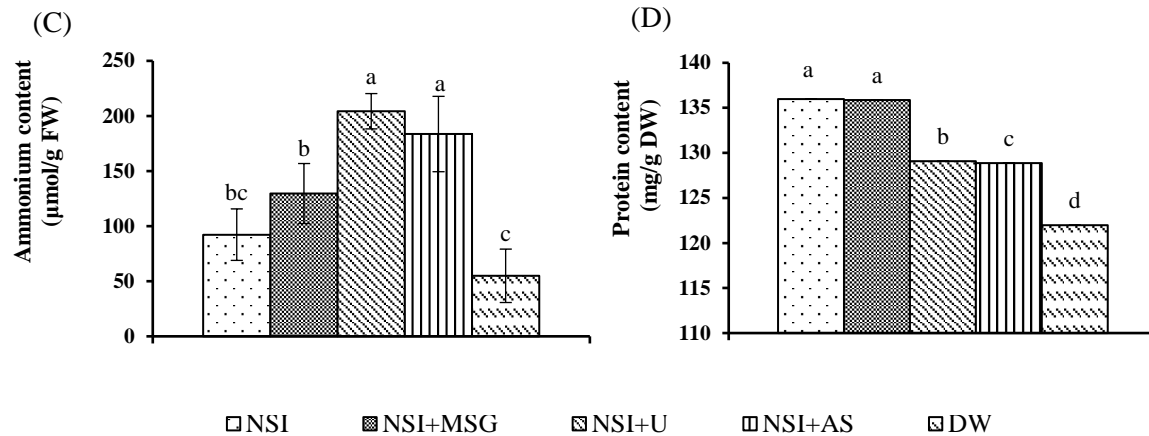 (C)
Ammonium content
(μmol/g FW)
250
200
150
100
50
0
bc
b
a
a
c
(D)
Protein content
(mg/g DW)
140
135
130
125
120
115
110
a
a
b
c
d
NSI NSI+MSG NSI+U NSI+AS DW